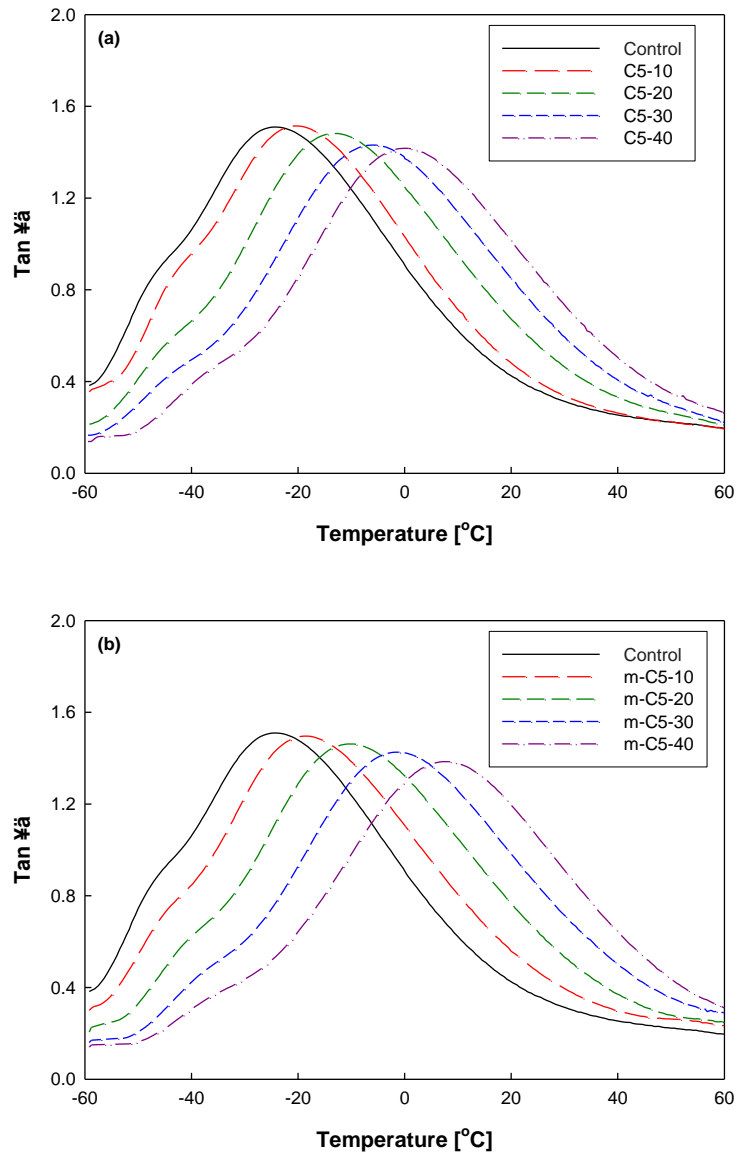 (a)
2.0
1.6
1.2
0.8
0.4
0.0
Tan ¥ä
Control
C5-10
C5-20
C5-30
C5-40
-60 -40 -20 0 20 40 60
Temperature [oC]
(b)
2.0
1.6
1.2
0.8
0.4
0.0
Tan ¥ä
Control
m-C5-10
m-C5-20
m-C5-30
m-C5-40
-60 -40 -20 0 20 40 60
Temperature [oC]